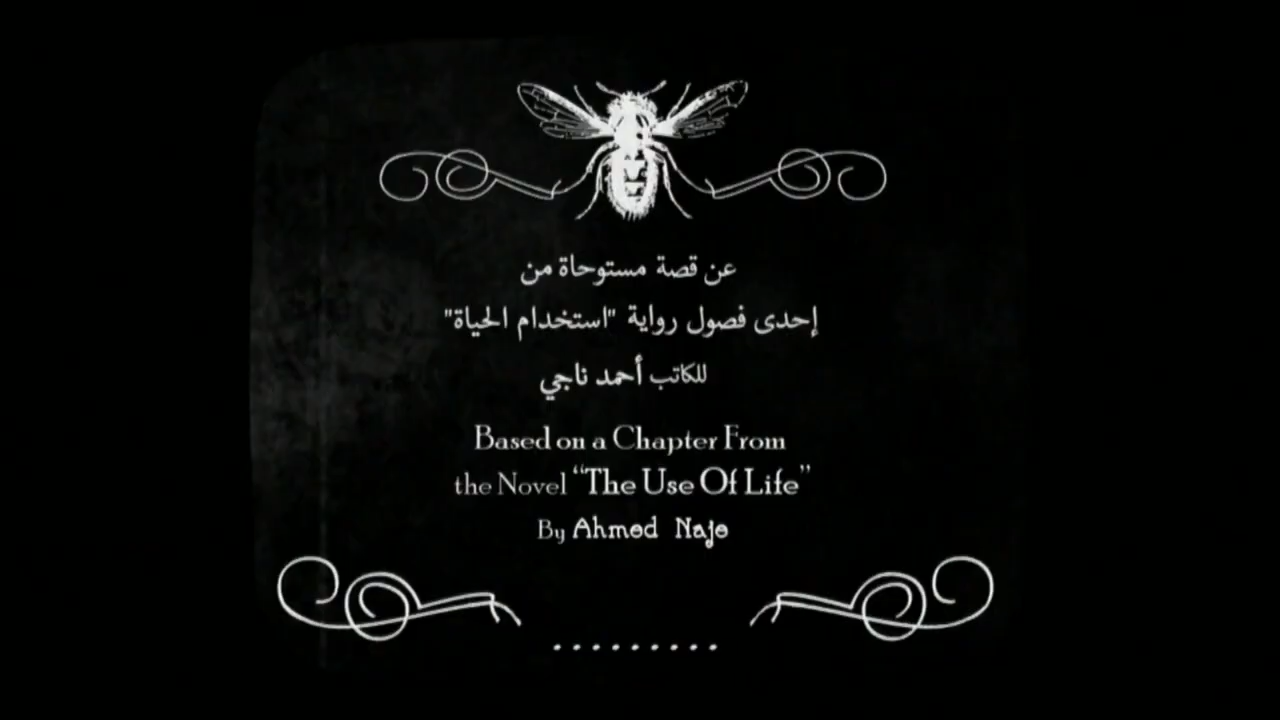 عن قصة مستوحاة من
إحدى فصول رواية "استخدام الحياة"
للكاتب أحمد ناجي
Based on a Chapter From
the Novel “The Use Of Life”
By Ahmed Naje